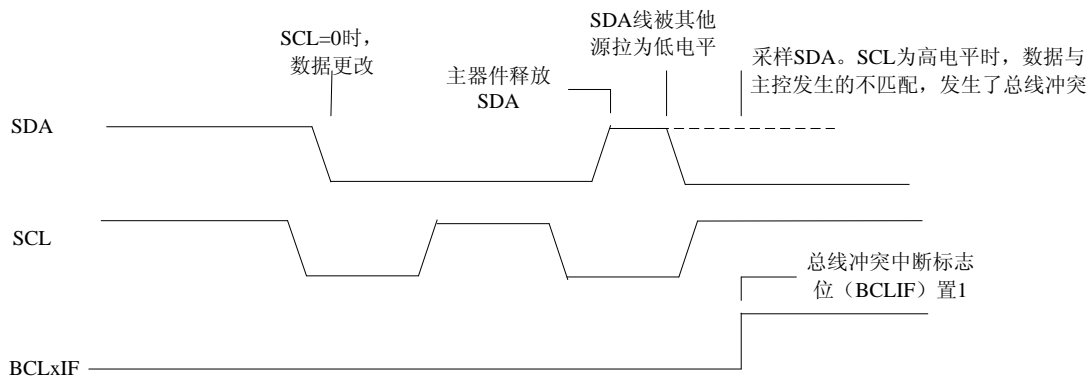 SCL=0时，
数据更改
主器件释放
SDA
SDA线被其他
源拉为低电平
采样SDA。SCL为高电平时，数据与
主控发生的不匹配，发生了总线冲突
SDA
SCL
总线冲突中断标志
位（BCLIF）置1
BCLxIF